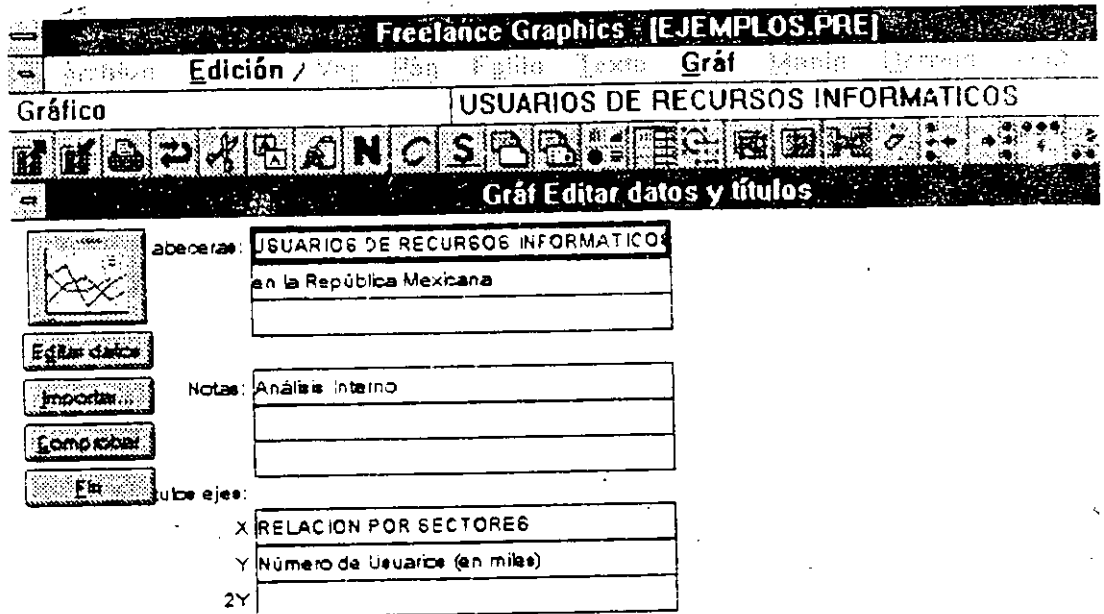 Freelance Graphics - [EJEMPLOS.PRE]
Edición Gráf
Gráfico USUARIOS DE RECURSOS INFORMATICOS
N C S
Gráf Editar datos y títulos
abeceras: USUARIOS DE RECURSOS INFORMATICOS
en la República Mexicana
Editar datos
Importar...
Notas: Análisis Interno
Comprobar
Fin
tulos ejes:
X RELACION POR SECTORES
Y Número de Usuarios (en miles)
2Y